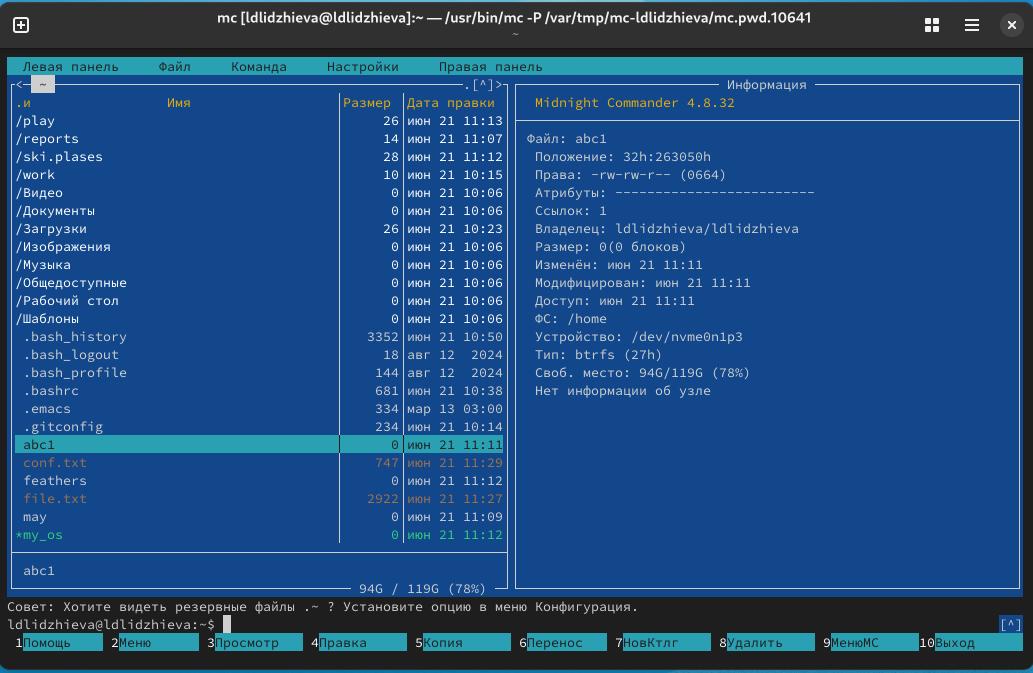 mc [ldlidzhieva@ldlidzhieva]:~ — /usr/bin/mc -P /var/tmp/mc-ldlidzhieva/mc.pwd.10641
~
Левая панель Файл Команда Настройки Правая панель
<- ~ .[^]>
.и Имя Размер Дата правки
/play 26 июн 21 11:13
/reports 14 июн 21 11:07
/ski.plases 28 июн 21 11:12
/work 10 июн 21 10:15
/Видео 0 июн 21 10:06
/Документы 0 июн 21 10:06
/Загрузки 26 июн 21 10:23
/Изображения 0 июн 21 10:06
/Музыка 0 июн 21 10:06
/Общедоступные 0 июн 21 10:06
/Рабочий стол 0 июн 21 10:06
/Шаблоны 0 июн 21 10:06
.bash_history 3352 июн 21 10:50
.bash_logout 18 авг 12 2024
.bash_profile 144 авг 12 2024
.bashrc 681 июн 21 10:38
.emacs 334 мар 13 03:00
.gitconfig 234 июн 21 10:14
abc1 0 июн 21 11:11
conf.txt 747 июн 21 11:29
feathers 0 июн 21 11:12
file.txt 2922 июн 21 11:27
may 0 июн 21 11:09
*my_os 0 июн 21 11:12
abc1
94G / 119G (78%)
Информация
Midnight Commander 4.8.32
Файл: abc1
Положение: 32h:263050h
Права: -rw-rw-r-- (0664)
Атрибуты: -------------------------
Ссылок: 1
Владелец: ldlidzhieva/ldlidzhieva
Размер: 0(0 блоков)
Изменён: июн 21 11:11
Модифицирован: июн 21 11:11
Доступ: июн 21 11:11
ФС: /home
Устройство: /dev/nvme0n1p3
Тип: btrfs (27h)
Своб. место: 94G/119G (78%)
Нет информации об узле
Совет: Хотите видеть резервные файлы .~ ? Установите опцию в меню Конфигурация.
ldlidzhieva@ldlidzhieva:~$ [^]
1Помощь 2Меню 3Просмотр 4Правка 5Копия 6Перенос 7НовКтлг 8Удалить 9МенюMC 10Выход